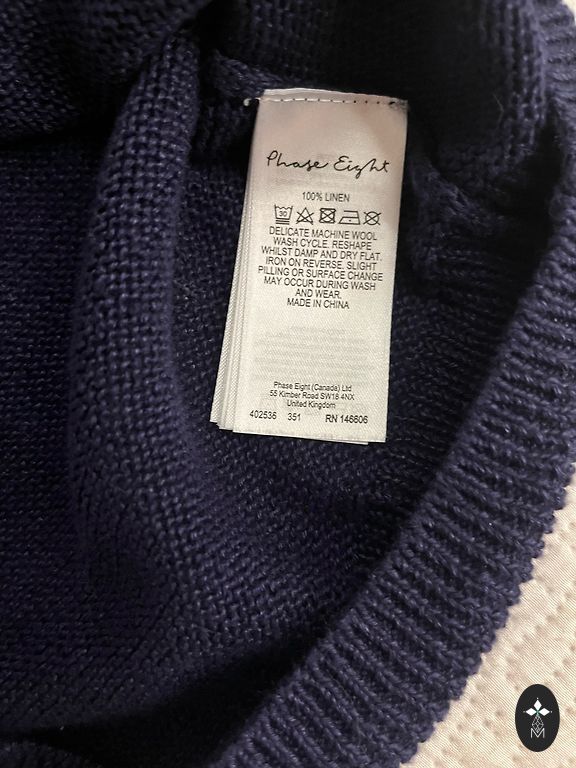 Phase Eight
100% LINEN
30
DELICATE MACHINE WOOL
WASH CYCLE. RESHAPE
WHILST DAMP AND DRY FLAT.
IRON ON REVERSE. SLIGHT
PILLING OR SURFACE CHANGE
MAY OCCUR DURING WASH
AND WEAR.
MADE IN CHINA
Phase Eight (Canada) Ltd
55 Kimber Road SW18 4NX
United Kingdom
402536 351 RN 146606
M